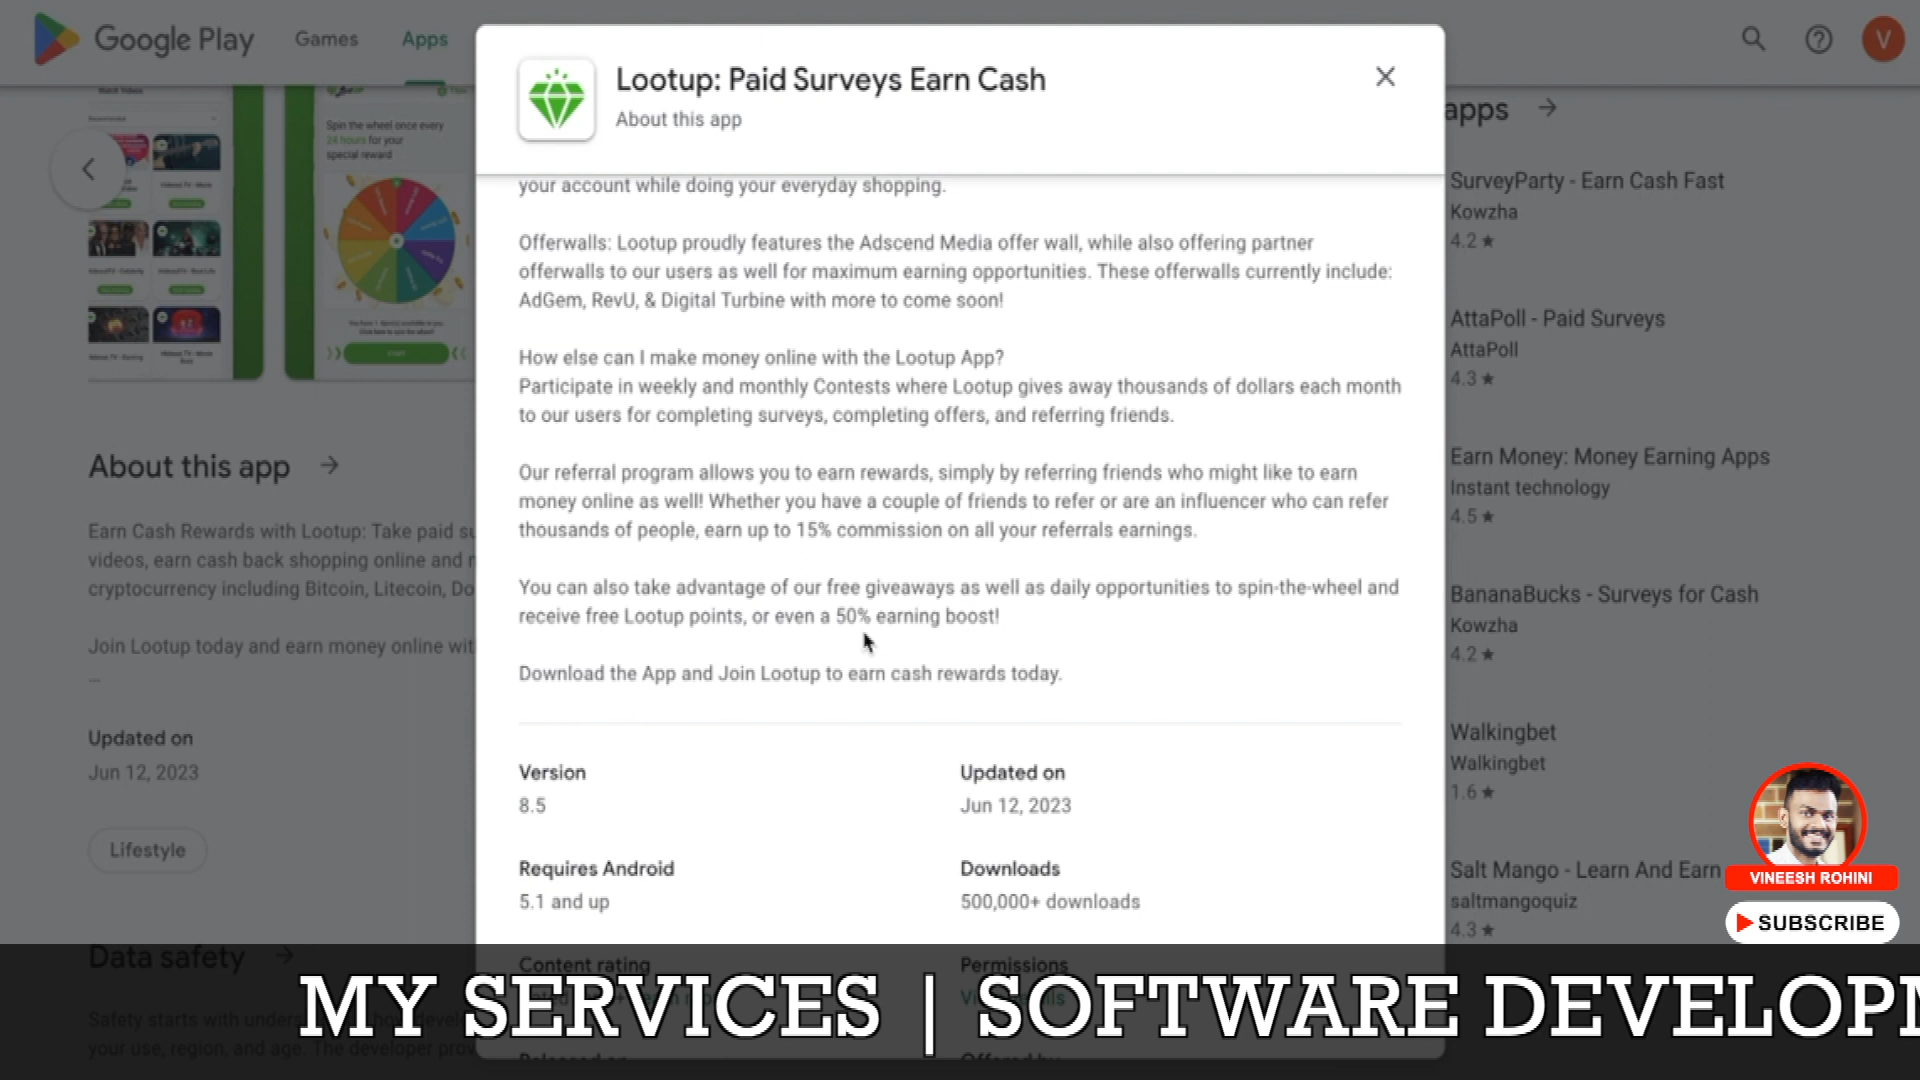 Google Play
Games
Apps
V
Spin the wheel once every
24 hours for your
special reward
START
About this app
Earn Cash Rewards with Lootup: Take paid su
videos, earn cash back shopping online and
cryptocurrency including Bitcoin, Litecoin, Do
Join Lootup today and earn money online wit
...
Updated on
Jun 12, 2023
Lifestyle
Data safety
Lootup: Paid Surveys Earn Cash
About this app
your account while doing your everyday shopping.
Offerwalls: Lootup proudly features the Adscend Media offer wall, while also offering partner
offerwalls to our users as well for maximum earning opportunities. These offerwalls currently include:
AdGem, RevU, & Digital Turbine with more to come soon!
How else can I make money online with the Lootup App?
Participate in weekly and monthly Contests where Lootup gives away thousands of dollars each month
to our users for completing surveys, completing offers, and referring friends.
Our referral program allows you to earn rewards, simply by referring friends who might like to earn
money online as well! Whether you have a couple of friends to refer or are an influencer who can refer
thousands of people, earn up to 15% commission on all your referrals earnings.
You can also take advantage of our free giveaways as well as daily opportunities to spin-the-wheel and
receive free Lootup points, or even a 50% earning boost!
Download the App and Join Lootup to earn cash rewards today.
Version
8.5
Updated on
Jun 12, 2023
Requires Android
5.1 and up
Downloads
500,000+ downloads
Content rating
Permissions
apps
SurveyParty - Earn Cash Fast
Kowzha
4.2★
AttaPoll - Paid Surveys
AttaPoll
4.3★
Earn Money: Money Earning Apps
Instant technology
4.5★
BananaBucks - Surveys for Cash
Kowzha
4.2★
Walkingbet
Walkingbet
1.6★
Salt Mango - Learn And Earn
saltmangoquiz
4.3★
VINEESH ROHINI
SUBSCRIBE
MY SERVICES | SOFTWARE DEVELOPM